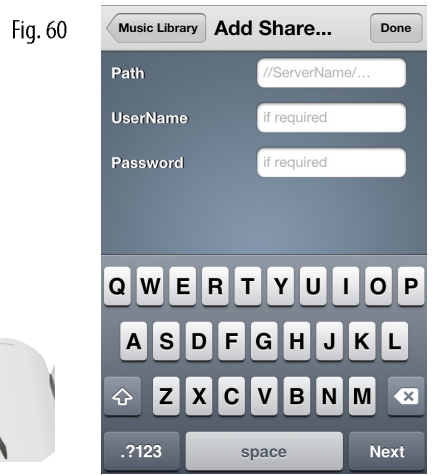 Fig. 60
Music Library Add Share... Done
Path //ServerName/...
UserName if required
Password if required
Q W E R T Y U I O P
A S D F G H J K L
Z X C V B N M
.?123 space Next